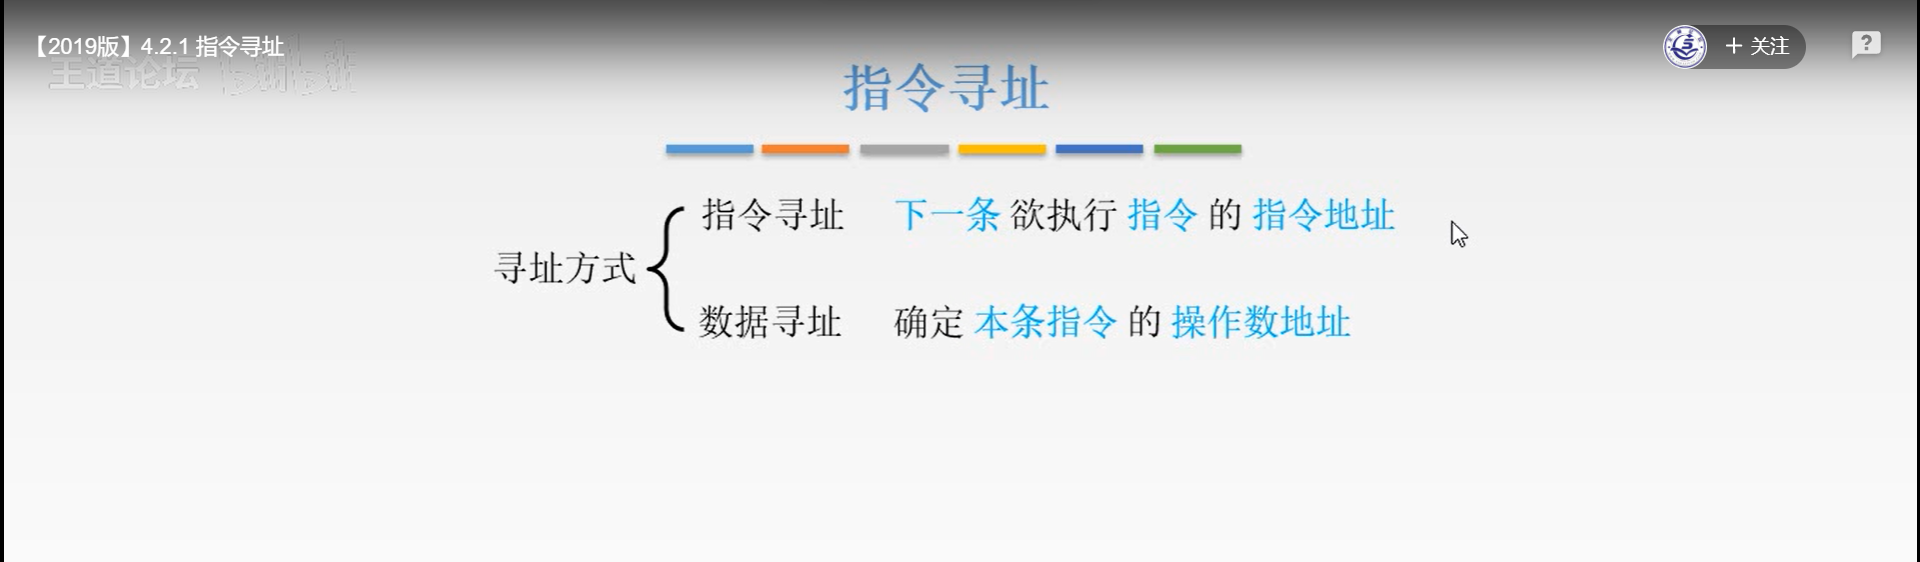 【2019版】4.2.1 指令寻址
+ 关注
?
王道论坛 bilibili
指令寻址
指令寻址 下一条 欲执行 指令 的 指令地址
寻址方式
数据寻址 确定 本条指令 的 操作数地址